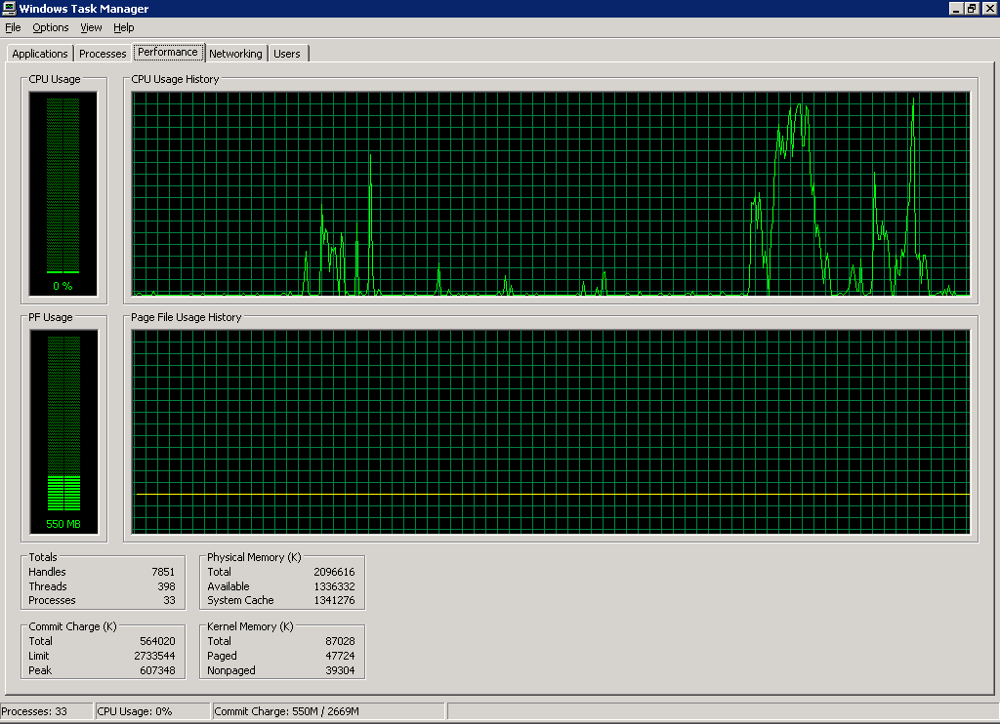 Windows Task Manager
File Options View Help
Applications Processes Performance Networking Users
CPU Usage
CPU Usage History
0 %
PF Usage
Page File Usage History
550 MB
Totals
Handles 7851
Threads 398
Processes 33
Physical Memory (K)
Total 2096616
Available 1336332
System Cache 1341276
Commit Charge (K)
Total 564020
Limit 2733544
Peak 607348
Kernel Memory (K)
Total 87028
Paged 47724
Nonpaged 39304
Processes: 33 CPU Usage: 0% Commit Charge: 550M / 2669M